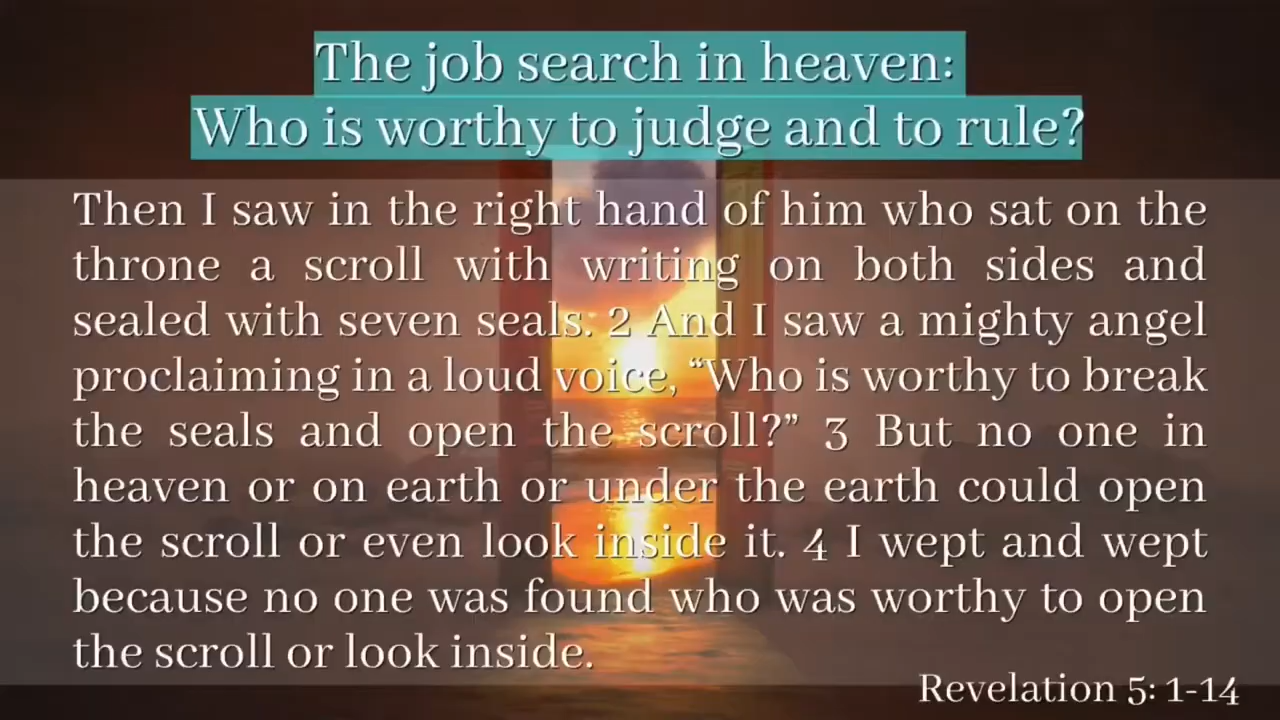 The job search in heaven:
Who is worthy to judge and to rule?
Then I saw in the right hand of him who sat on the
throne a scroll with writing on both sides and
sealed with seven seals. 2 And I saw a mighty angel
proclaiming in a loud voice, “Who is worthy to break
the seals and open the scroll?” 3 But no one in
heaven or on earth or under the earth could open
the scroll or even look inside it. 4 I wept and wept
because no one was found who was worthy to open
the scroll or look inside.
Revelation 5: 1-14